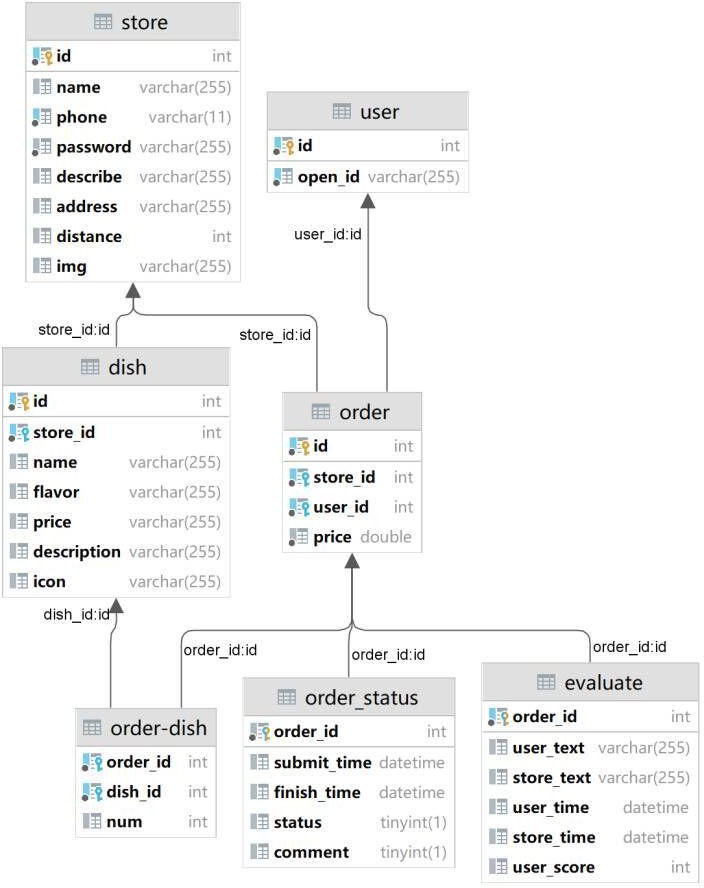 store
id int
name varchar(255)
phone varchar(11)
password varchar(255)
describe varchar(255)
address varchar(255)
distance int
img varchar(255)
user
id int
open_id varchar(255)
user_id:id
store_id:id
store_id:id
dish
id int
store_id int
name varchar(255)
flavor varchar(255)
price varchar(255)
description varchar(255)
icon varchar(255)
order
id int
store_id int
user_id int
price double
dish_id:id
order_id:id
order_id:id
order_id:id
order-dish
order_id int
dish_id int
num int
order_status
order_id int
submit_time datetime
finish_time datetime
status tinyint(1)
comment tinyint(1)
evaluate
order_id int
user_text varchar(255)
store_text varchar(255)
user_time datetime
store_time datetime
user_score int